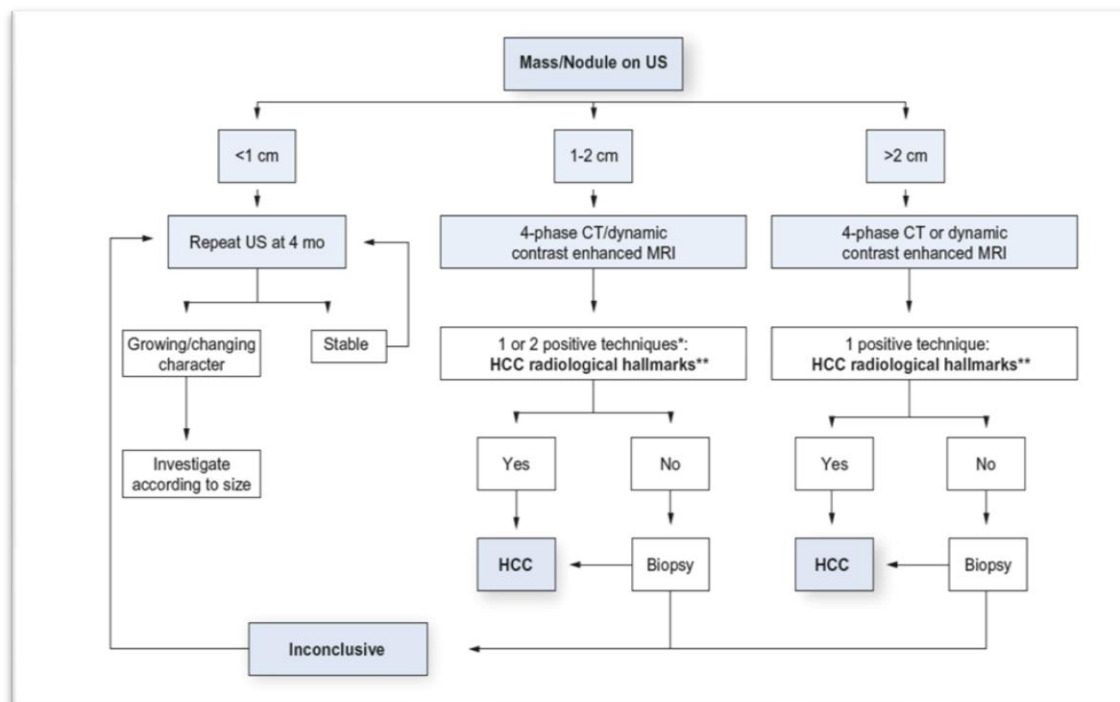 Mass/Nodule on US
<1 cm
1-2 cm
>2 cm
Repeat US at 4 mo
4-phase CT/dynamic
contrast enhanced MRI
4-phase CT or dynamic
contrast enhanced MRI
Growing/changing
character
Stable
1 or 2 positive techniques*:
HCC radiological hallmarks**
1 positive technique:
HCC radiological hallmarks**
Investigate
according to size
Yes
No
Yes
No
HCC
Biopsy
HCC
Biopsy
Inconclusive